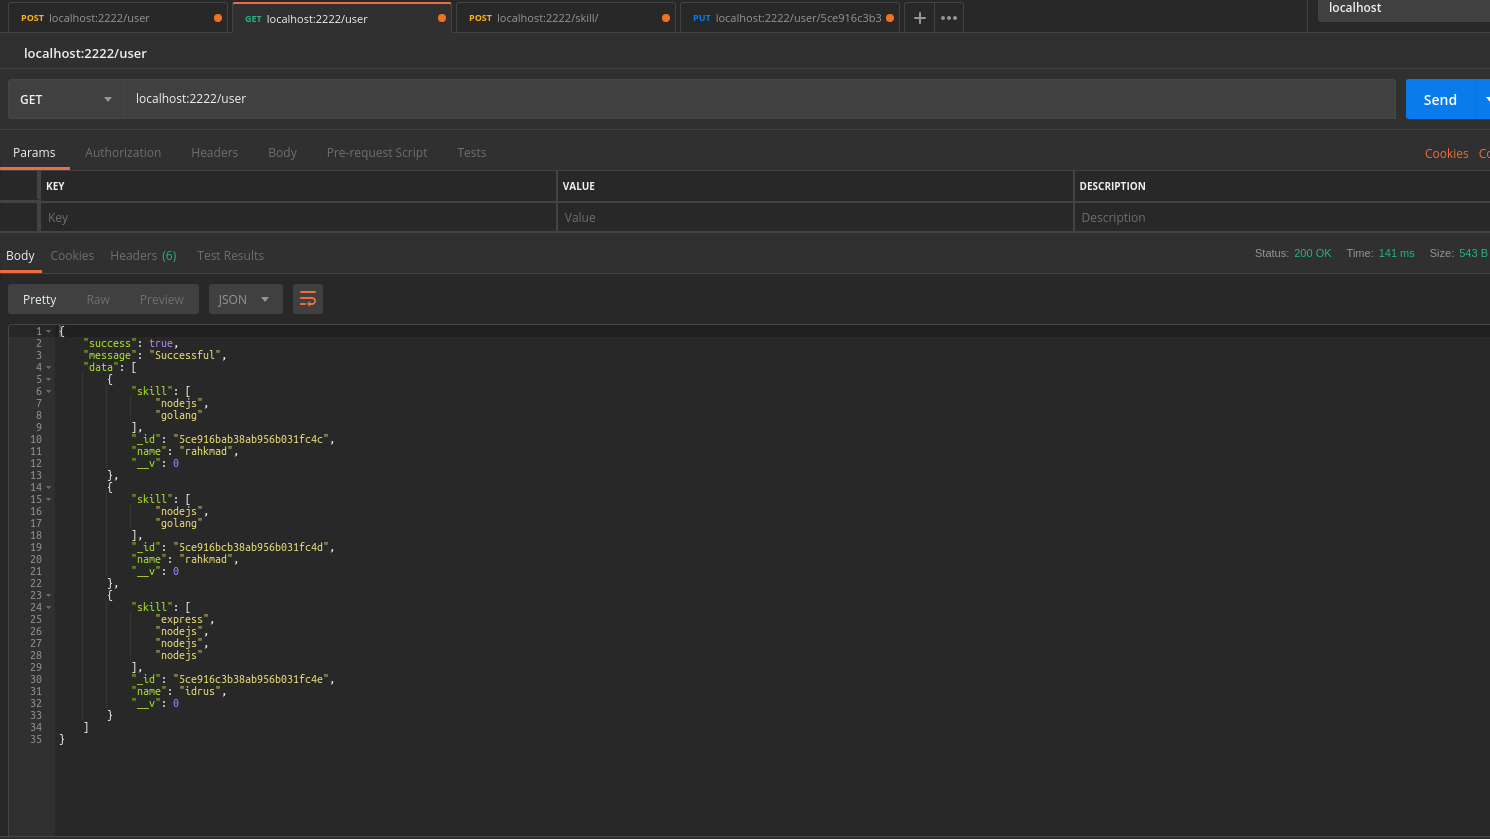 POST localhost:2222/user
GET localhost:2222/user
POST localhost:2222/skill/
PUT localhost:2222/user/5ce916c3b3
+
•••
localhost
localhost:2222/user
GET localhost:2222/user Send
Params Authorization Headers Body Pre-request Script Tests Cookies
KEY VALUE DESCRIPTION
Key Value Description
Body Cookies Headers (6) Test Results Status: 200 OK Time: 141 ms Size: 543 B
Pretty Raw Preview JSON
1 {
2 "success": true,
3 "message": "Successful",
4 "data": [
5 {
6 "skill": [
7 "nodejs",
8 "golang"
9 ],
10 "_id": "5ce916bab38ab956b031fc4c",
11 "name": "rahkmad",
12 "__v": 0
13 },
14 {
15 "skill": [
16 "nodejs",
17 "golang"
18 ],
19 "_id": "5ce916bcb38ab956b031fc4d",
20 "name": "rahkmad",
21 "__v": 0
22 },
23 {
24 "skill": [
25 "express",
26 "nodejs",
27 "nodejs",
28 "nodejs"
29 ],
30 "_id": "5ce916c3b38ab956b031fc4e",
31 "name": "idrus",
32 "__v": 0
33 }
34 ]
35 }